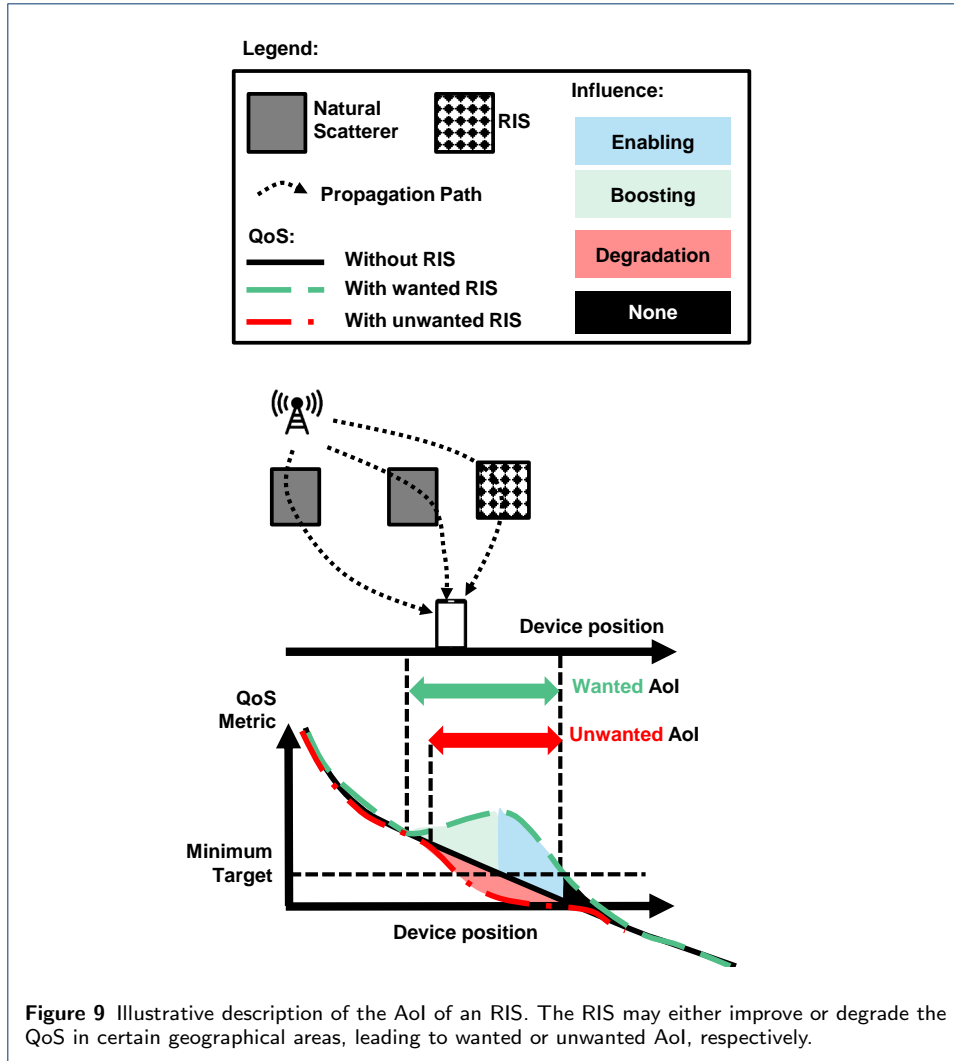 Legend:
Natural
Scatterer
RIS
Propagation Path
QoS:
Without RIS
With wanted RIS
With unwanted RIS
Influence:
Enabling
Boosting
Degradation
None
Device position
Wanted AoI
Unwanted AoI
QoS
Metric
Minimum
Target
Device position
Figure 9 Illustrative description of the AoI of an RIS. The RIS may either improve or degrade the
QoS in certain geographical areas, leading to wanted or unwanted AoI, respectively.